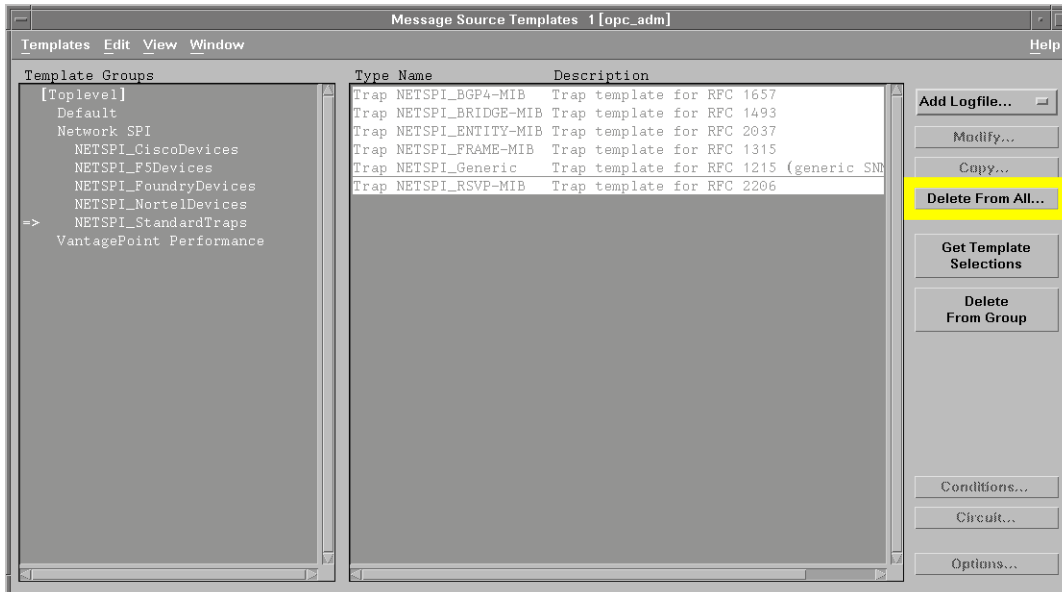 Message Source Templates 1 [opc_adm]
Templates Edit View Window Help
Template Groups
[Toplevel]
Default
Network SPI
NETSPI_CiscoDevices
NETSPI_F5Devices
NETSPI_FoundryDevices
NETSPI_NortelDevices
=> NETSPI_StandardTraps
VantagePoint Performance
Type Name Description
Trap NETSPI_BGP4-MIB Trap template for RFC 1657
Trap NETSPI_BRIDGE-MIB Trap template for RFC 1493
Trap NETSPI_ENTITY-MIB Trap template for RFC 2037
Trap NETSPI_FRAME-MIB Trap template for RFC 1315
Trap NETSPI_Generic Trap template for RFC 1215 (generic SNM
Trap NETSPI_RSVP-MIB Trap template for RFC 2206
Add Logfile...
Modify...
Copy...
Delete From All...
Get Template
Selections
Delete
From Group
Conditions...
Circuit...
Options...